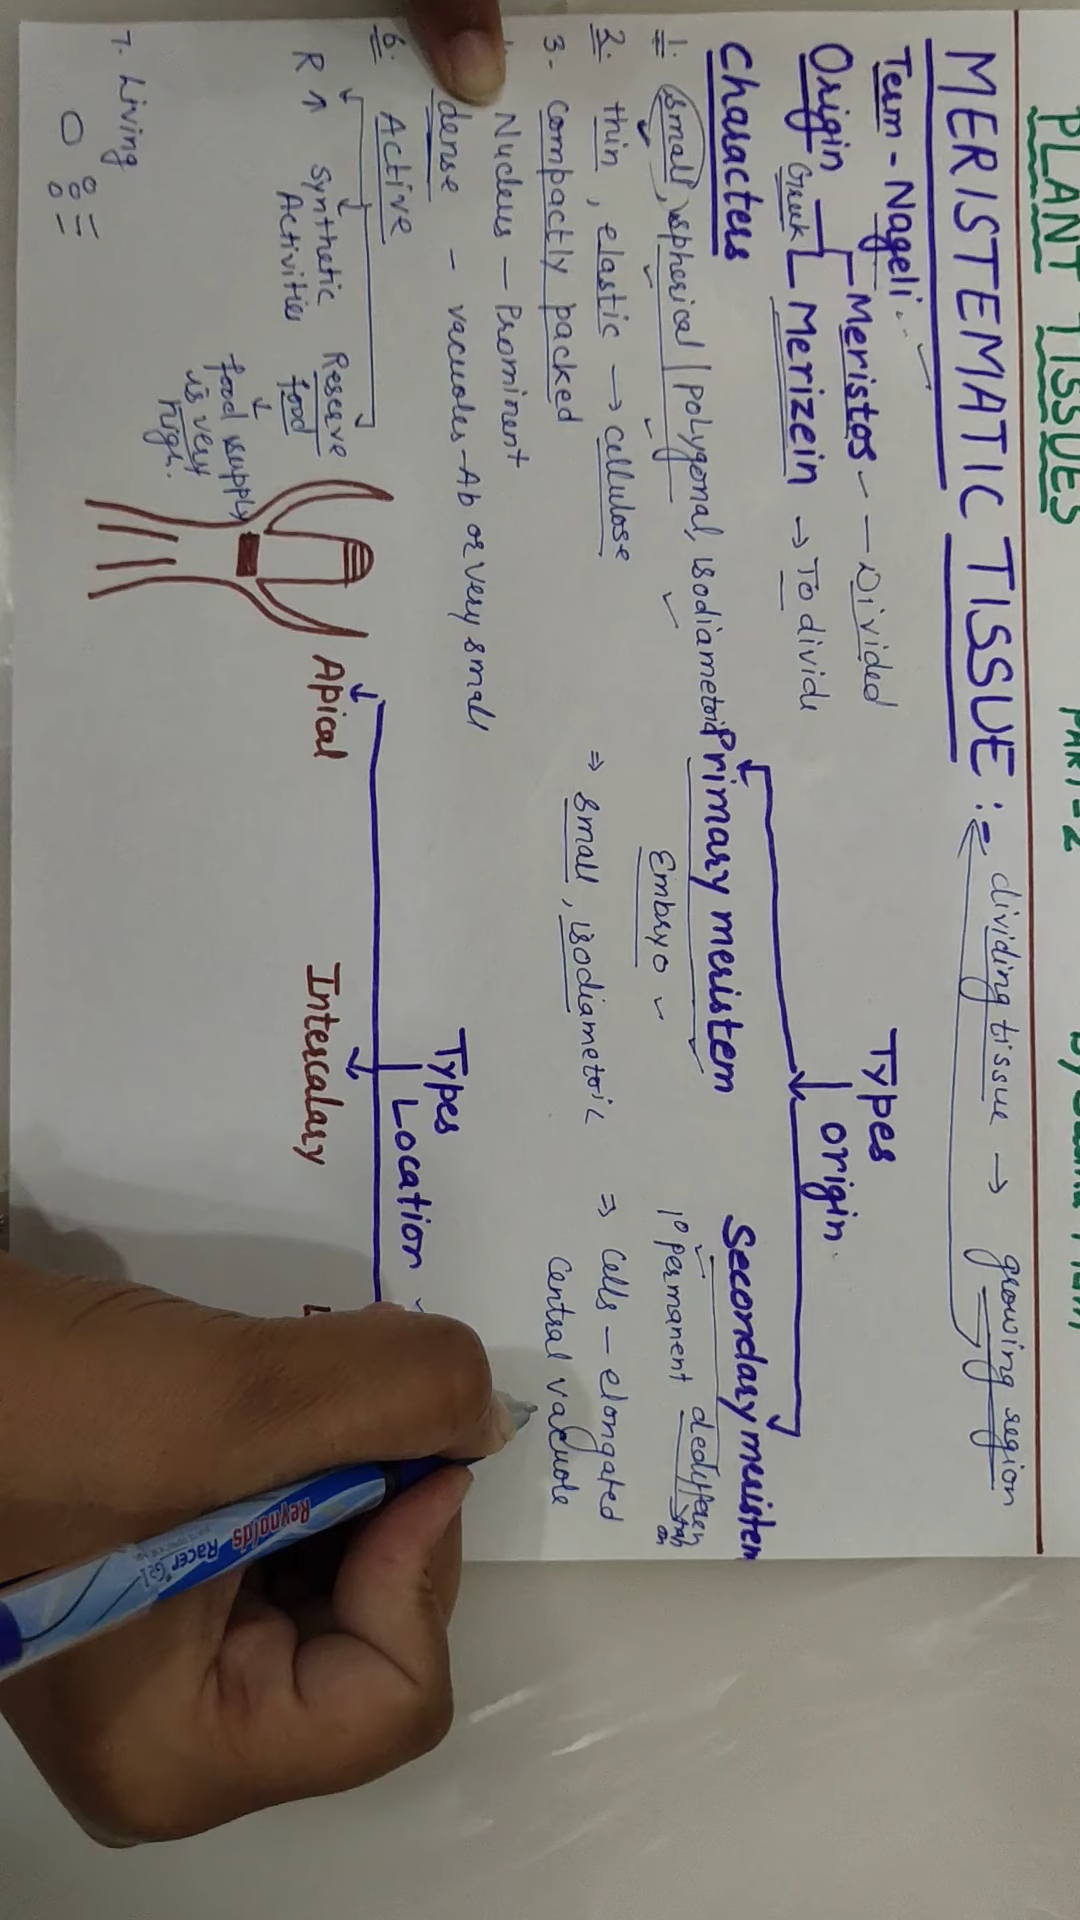 PLANT TISSUES PART-2
MERISTEMATIC TISSUE :- dividing tissue → growing region
Term - Nageli..
Origin Meristos - - Divided
Greek Merizein → To divide
Characters
1. small, spherical / polygonal, isodiametric
2. thin, elastic → cellulose
3. compactly packed
Nucleus - Prominent
dense - vacuoles - Ab or very small
6. Active
R ↑ Synthetic Activities Reserve food
food supply is very high.
7. Living
Types
origin
Primary meristem Secondary meristem
Embryo ✓ 1° permanent
⇒ small, isodiametric ⇒ cells - elongated
Central vacuole
Types
Location
Apical Intercalary L
Reynolds
Racer Gel